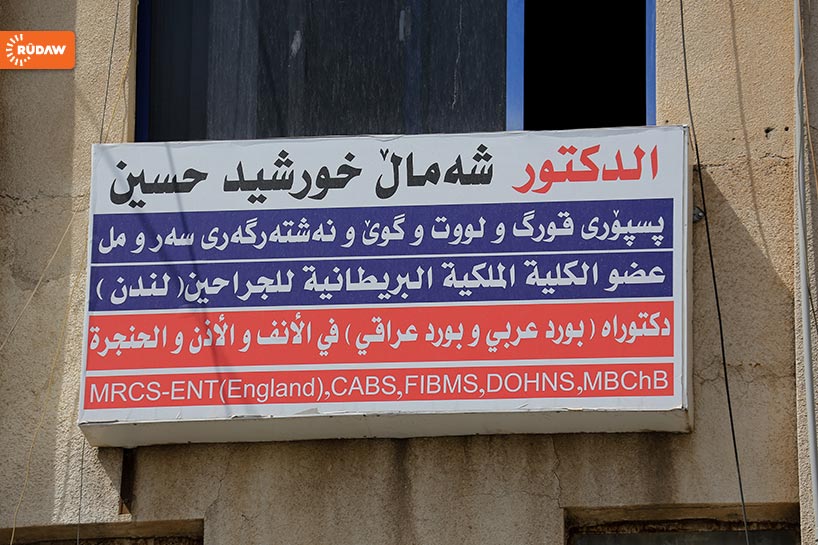 RÛDAW
الدكتور شەماڵ خورشيد حسين
پسپۆری قورگ و لووت و گوێ و نەشتەرگەری سەر و مل
عضو الكلية الملكية البريطانية للجراحين( لندن )
دكتوراه ( بورد عربي و بورد عراقي ) في الأنف و الأذن و الحنجرة
MRCS-ENT(England),CABS,FIBMS,DOHNS,MBChB